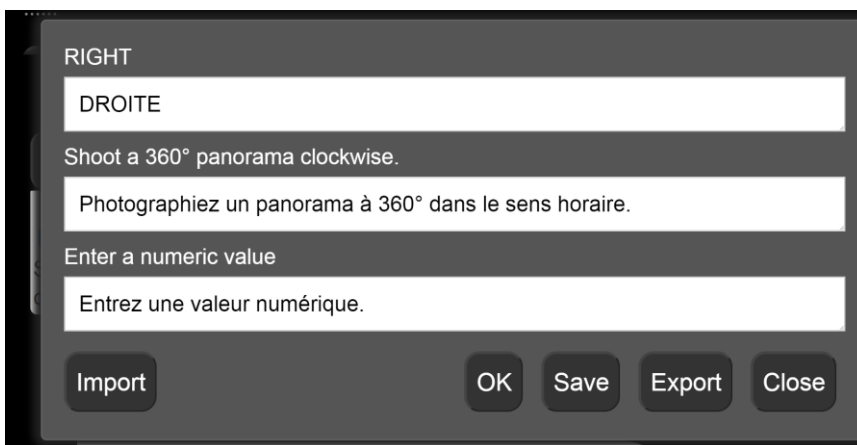 RIGHT
DROITE
Shoot a 360° panorama clockwise.
Photographiez un panorama à 360° dans le sens horaire.
Enter a numeric value
Entrez une valeur numérique.
Import OK Save Export Close